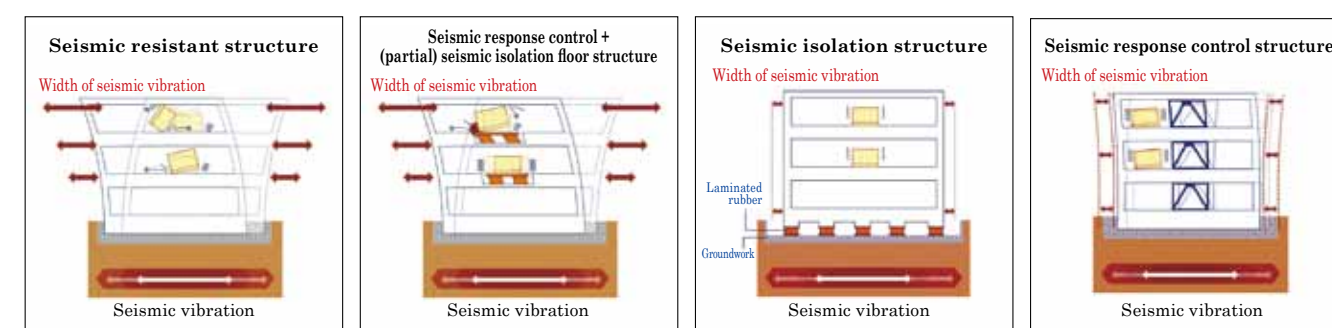 Seismic resistant structure
Width of seismic vibration
Seismic vibration
Seismic response control +
(partial) seismic isolation floor structure
Width of seismic vibration
Seismic vibration
Seismic isolation structure
Width of seismic vibration
Laminated
rubber
Groundwork
Seismic vibration
Seismic response control structure
Width of seismic vibration
Seismic vibration